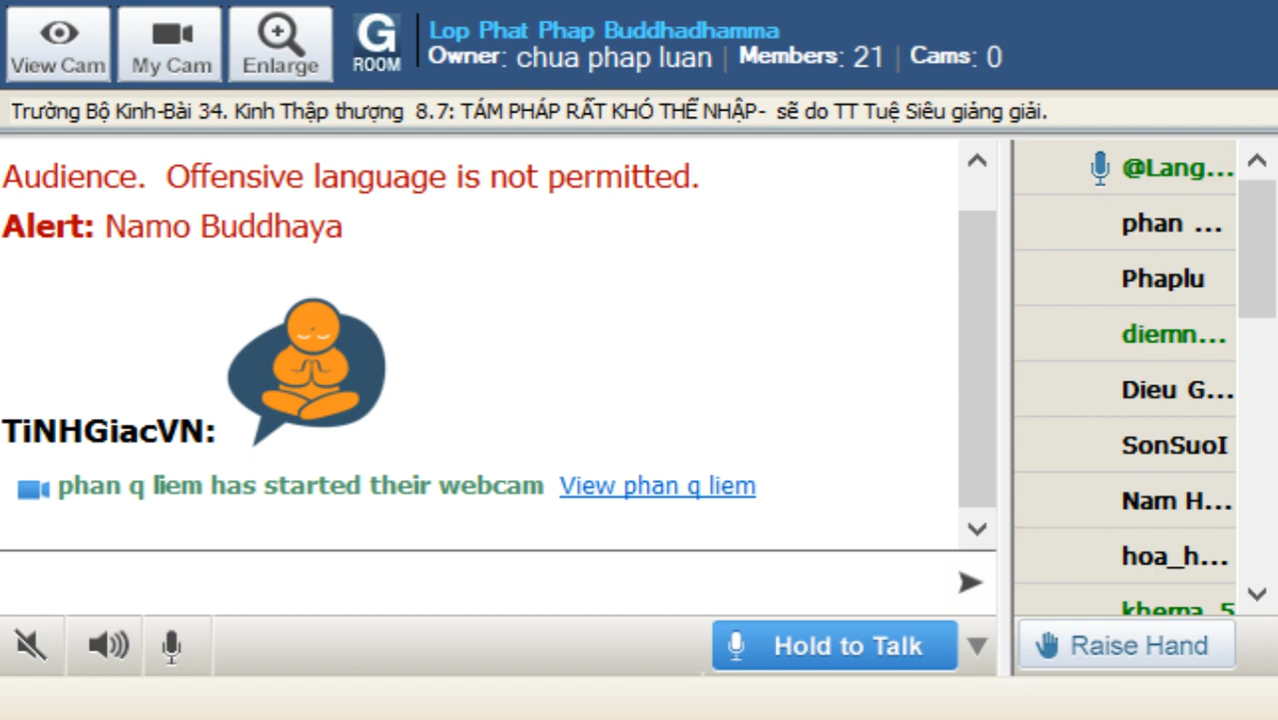 View Cam
My Cam
Enlarge
G
ROOM
Lop Phat Phap Buddhadhamma
Owner: chua phap luan | Members: 21 | Cams: 0
Trường Bộ Kinh-Bài 34. Kinh Thập thượng 8.7: TÁM PHÁP RẤT KHÓ THỂ NHẬP- sẽ do TT Tuệ Siêu giảng giải.
Audience. Offensive language is not permitted.
Alert: Namo Buddhaya
TiNHGiacVN:
phan q liem has started their webcam View phan q liem
@Lang...
phan ...
Phaplu
diemn...
Dieu G...
SonSuoI
Nam H...
hoa_h...
khema_5
Hold to Talk
Raise Hand